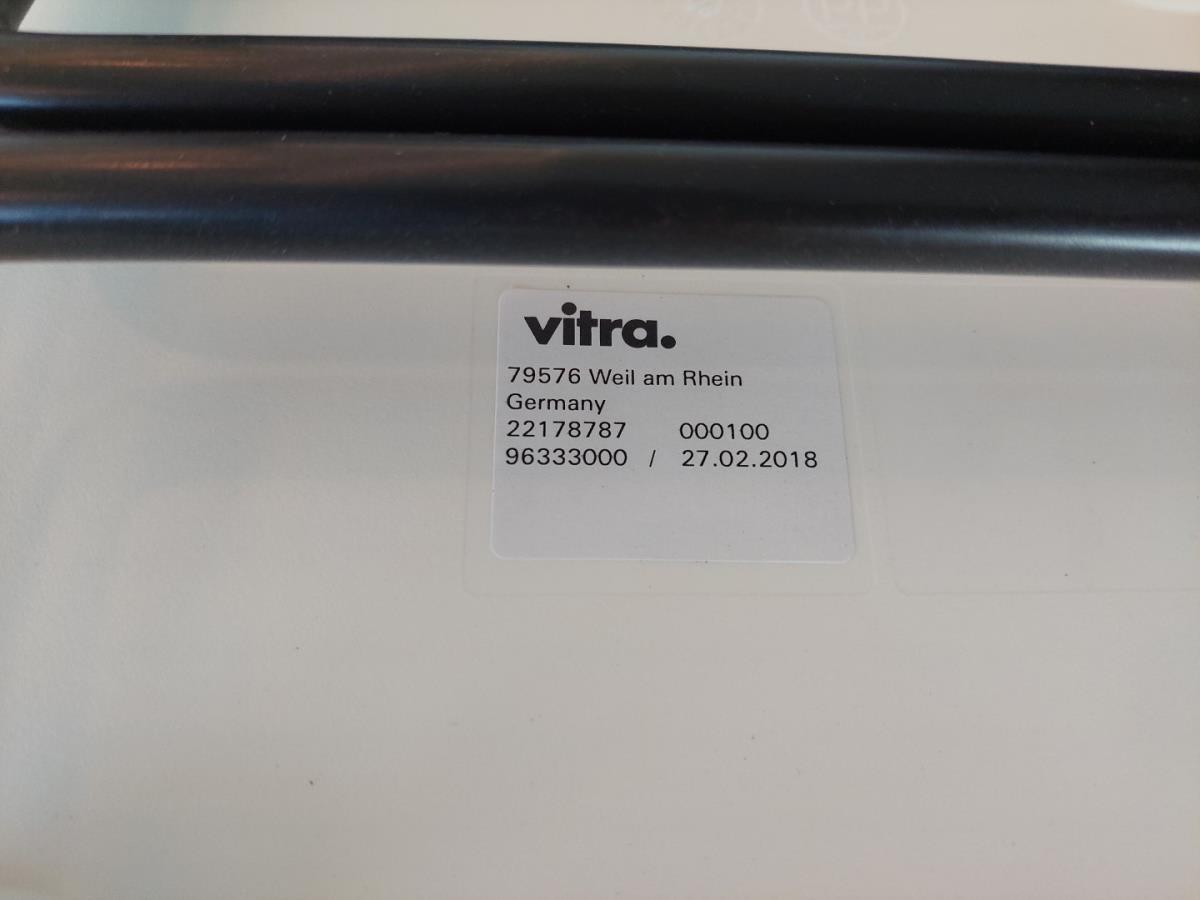 vitra.
79576 Weil am Rhein
Germany
22178787 000100
96333000 / 27.02.2018